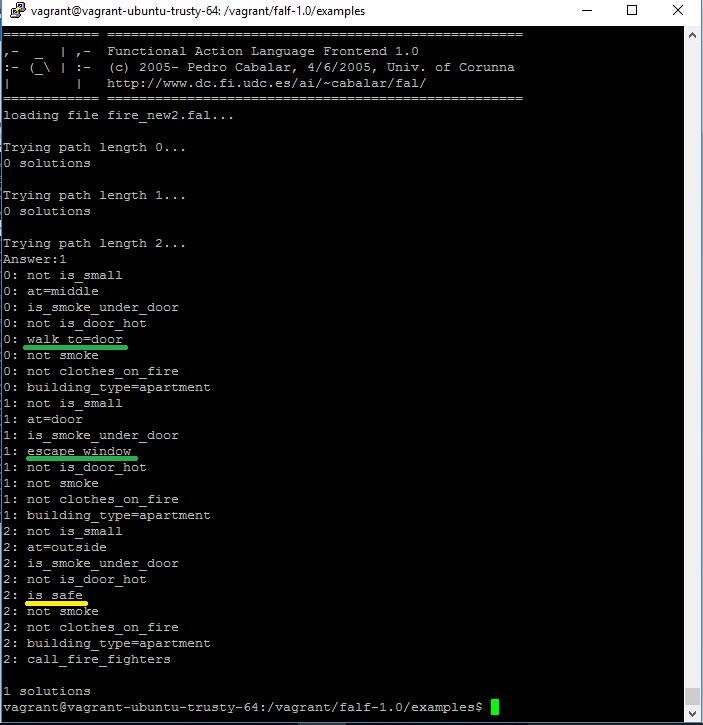 vagrant@vagrant-ubuntu-trusty-64: /vagrant/falf-1.0/examples
============ ====================================================
,-  _  | ,-  Functional Action Language Frontend 1.0
:- (_\ | :-  (c) 2005- Pedro Cabalar, 4/6/2005, Univ. of Corunna
|        |   http://www.dc.fi.udc.es/ai/~cabalar/fal/
============ ====================================================
loading file fire_new2.fal...
Trying path length 0...
0 solutions
Trying path length 1...
0 solutions
Trying path length 2...
Answer:1
0: not is_small
0: at=middle
0: is_smoke_under_door
0: not is_door_hot
0: walk_to=door
0: not smoke
0: not clothes_on_fire
0: building_type=apartment
1: not is_small
1: at=door
1: is_smoke_under_door
1: escape_window
1: not is_door_hot
1: not smoke
1: not clothes_on_fire
1: building_type=apartment
2: not is_small
2: at=outside
2: is_smoke_under_door
2: not is_door_hot
2: is_safe
2: not smoke
2: not clothes_on_fire
2: building_type=apartment
2: call_fire_fighters
1 solutions
vagrant@vagrant-ubuntu-trusty-64:/vagrant/falf-1.0/examples$